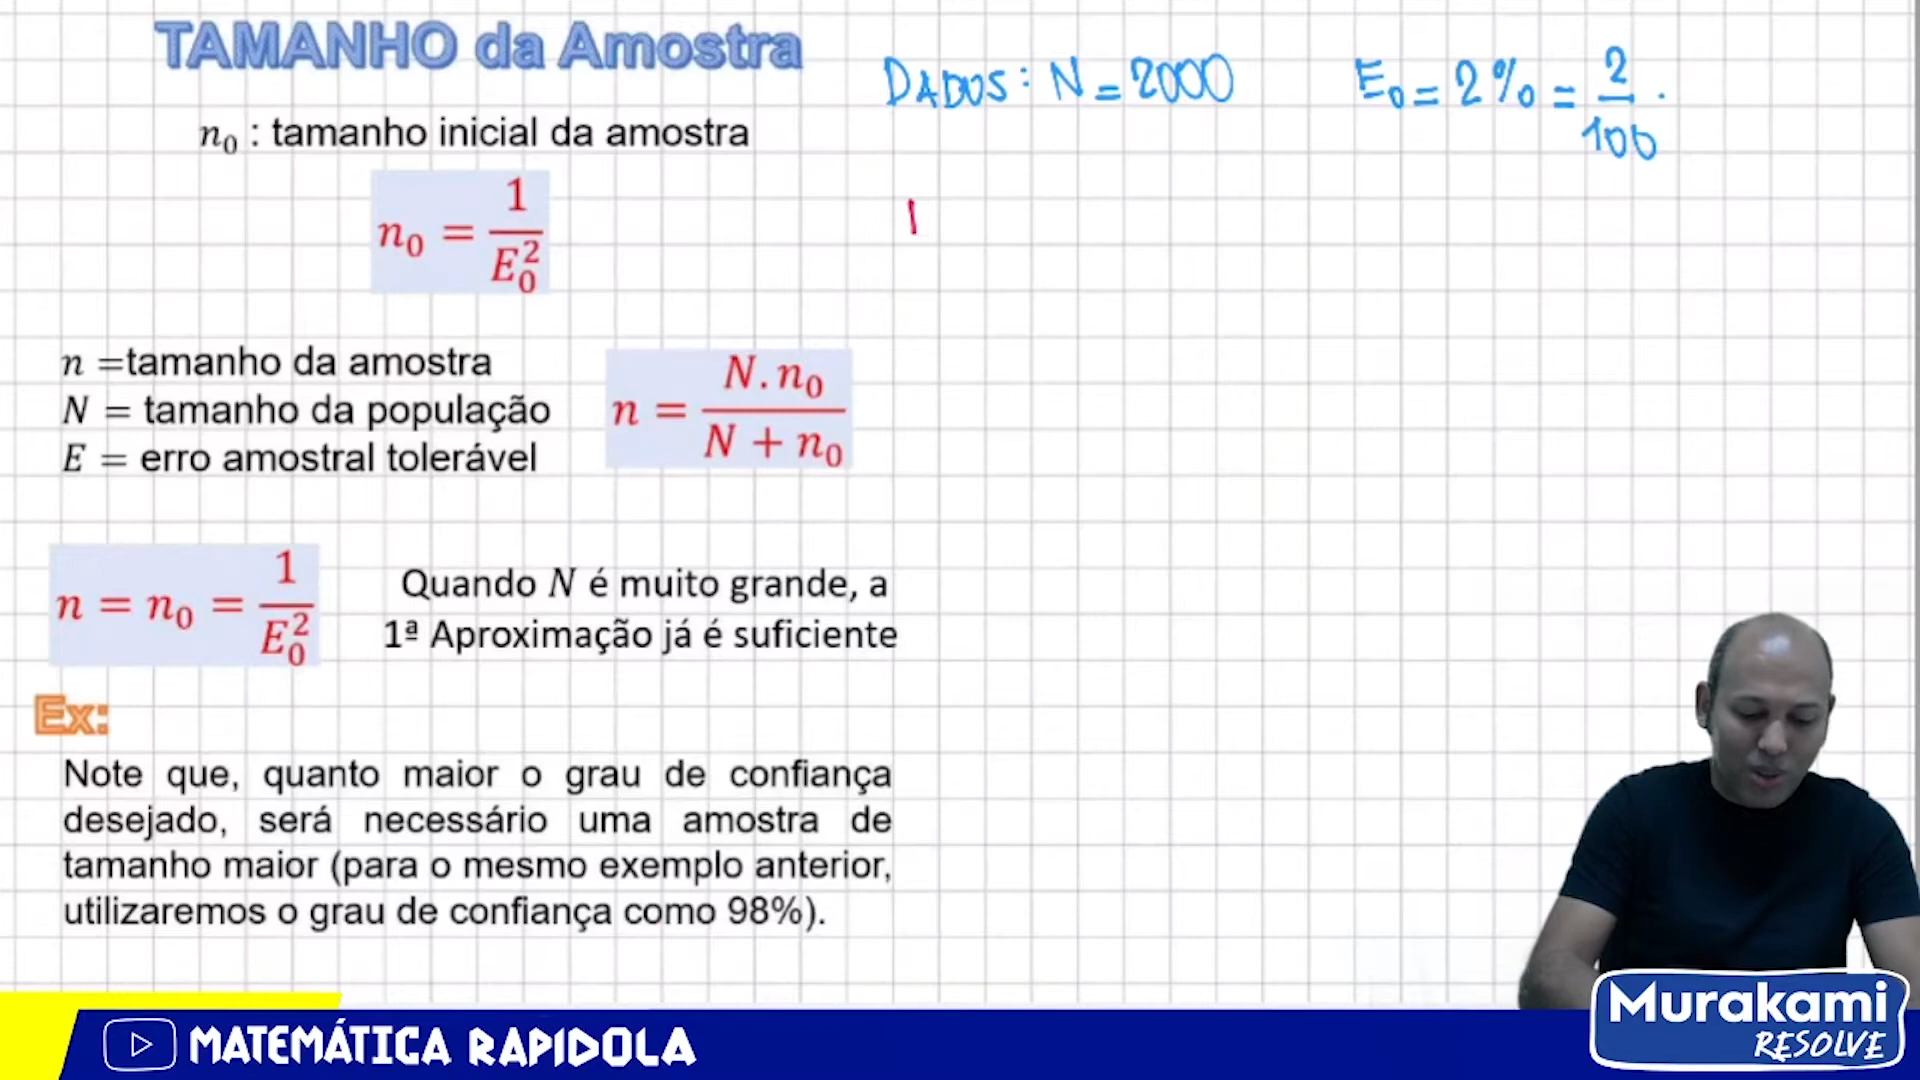 TAMANHO da Amostra
n₀ : tamanho inicial da amostra
n₀ = 1 / E₀²
n =tamanho da amostra
N = tamanho da população
E = erro amostral tolerável
n = N.n₀ / N + n₀
n = n₀ = 1 / E₀²
Quando N é muito grande, a
1ª Aproximação já é suficiente
Ex:
Note que, quanto maior o grau de confiança
desejado, será necessário uma amostra de
tamanho maior (para o mesmo exemplo anterior,
utilizaremos o grau de confiança como 98%).
DADOS: N = 2000
E₀ = 2% = 2 / 100
MATEMÁTICA RAPIDOLA
Murakami
RESOLVE